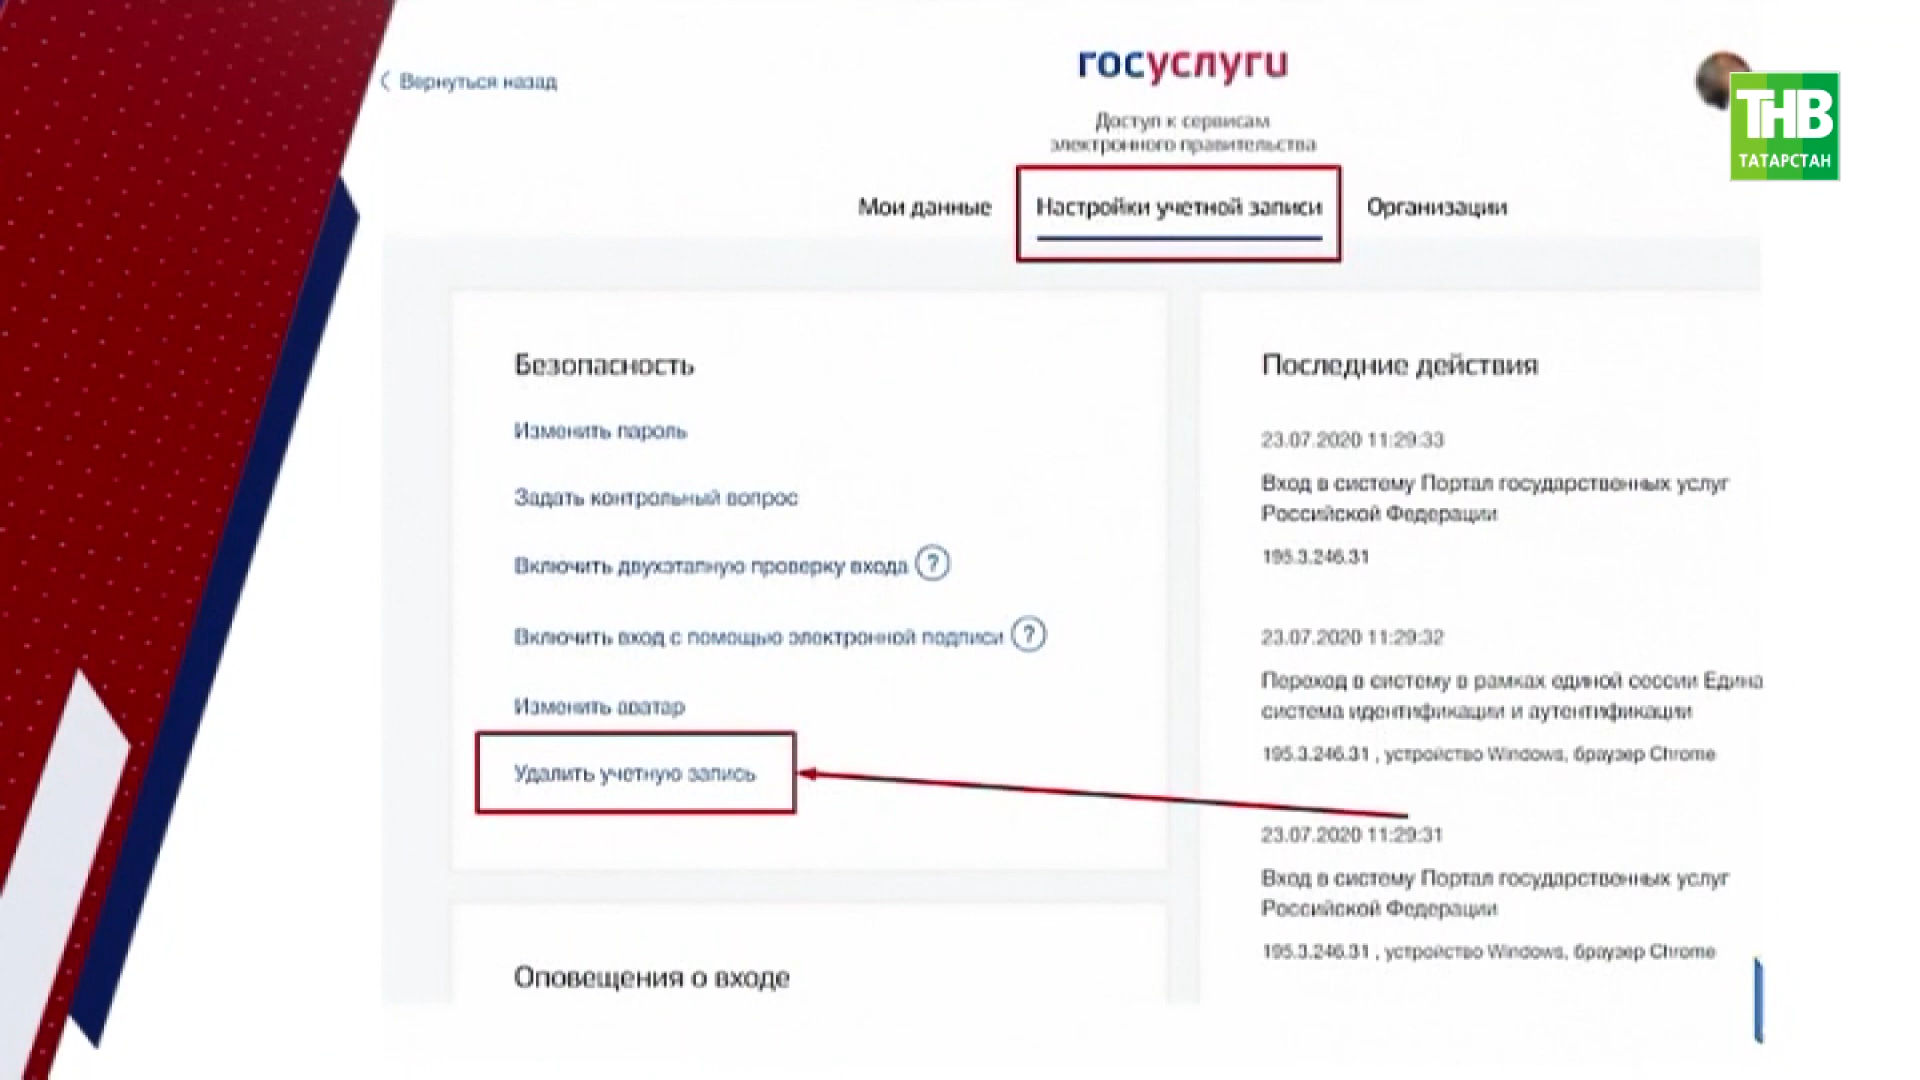 Вернуться назад
госуслуги
Доступ к сервисам
электронного правительства
ТНВ
ТАТАРСТАН
Мои данные
Настройки учетной записи
Организации
Безопасность
Изменить пароль
Задать контрольный вопрос
Включить двухэтапную проверку входа ?
Включить вход с помощью электронной подписи ?
Изменить аватар
Удалить учетную запись
Оповещения о входе
Последние действия
23.07.2020 11:29:33
Вход в систему Портал государственных услуг
Российской Федерации
195.3.246.31
23.07.2020 11:29:32
Переход в систему в рамках единой сессии Едина
система идентификации и аутентификации
195.3.246.31 , устройство Windows, браузер Chrome
23.07.2020 11:29:31
Вход в систему Портал государственных услуг
Российской Федерации
195.3.246.31 , устройство Windows, браузер Chrome